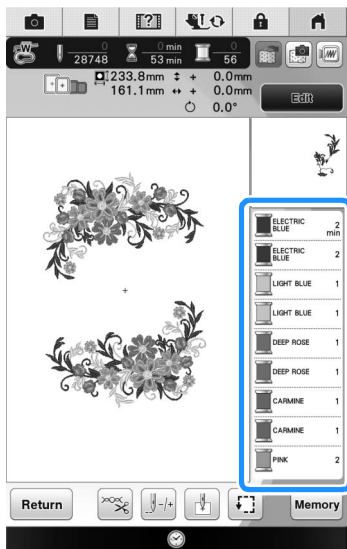 [?]
W
0
28748
0 min
53 min
0
56
233.8mm + 0.0mm
161.1mm + 0.0mm
0.0°
Edit
ELECTRIC BLUE 2 min
ELECTRIC BLUE 2
LIGHT BLUE 1
LIGHT BLUE 1
DEEP ROSE 1
DEEP ROSE 1
CARMINE 1
CARMINE 1
PINK 2
Return
-/+
Memory